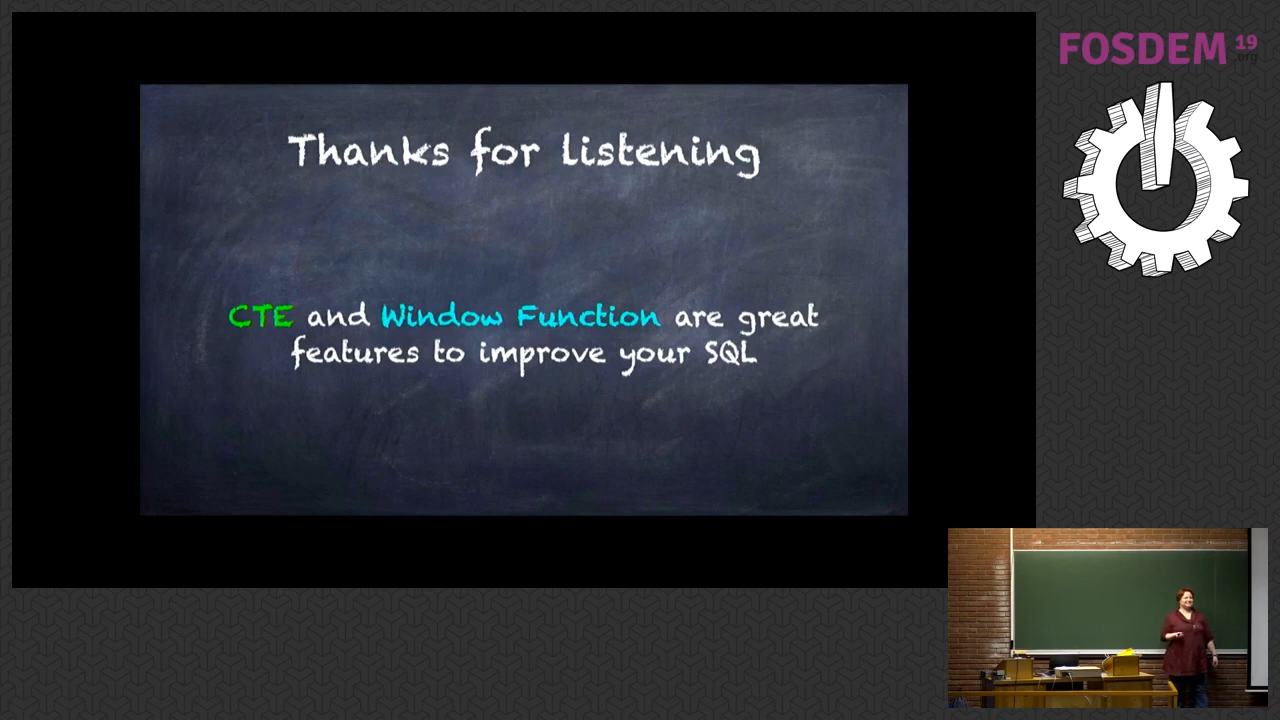 Thanks for listening
CTE and Window Function are great
features to improve your SQL
FOSDEM 19
.org